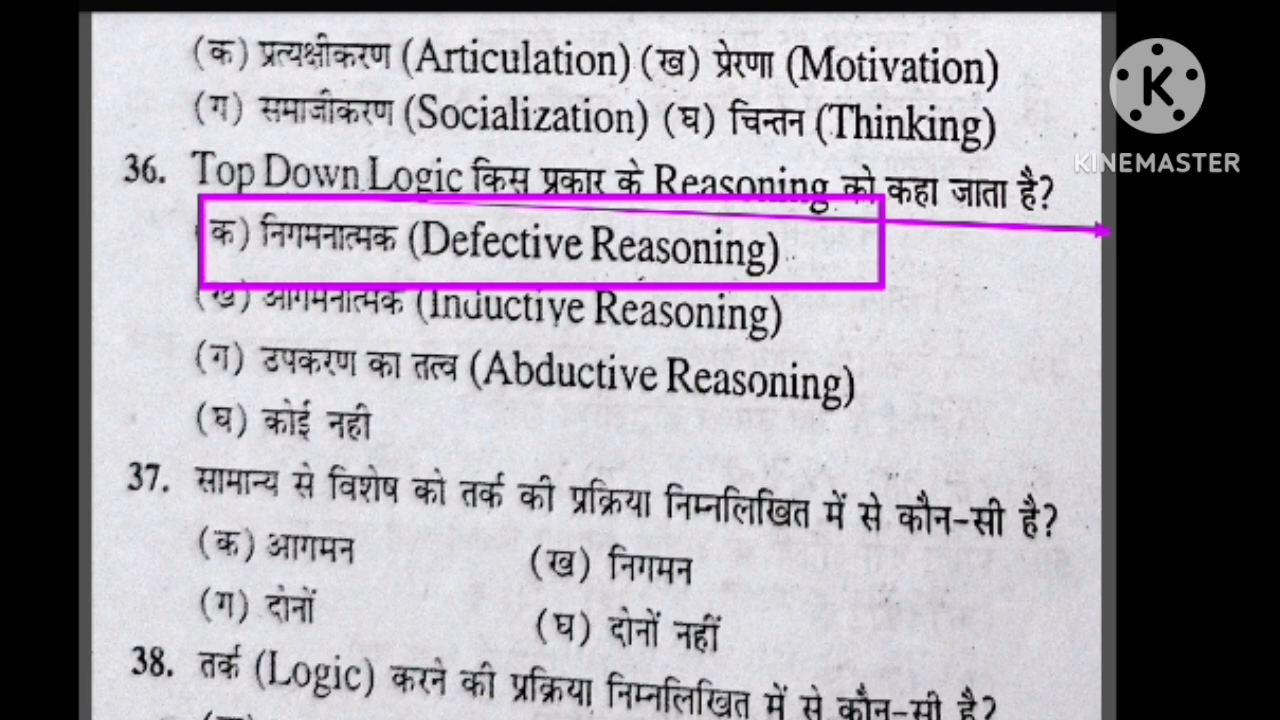 (क) प्रत्यक्षीकरण (Articulation) (ख) प्रेरणा (Motivation)
(ग) समाजीकरण (Socialization) (घ) चिन्तन (Thinking)
K
KINEMASTER
36. Top Down Logic किस प्रकार के Reasoning को कहा जाता है?
क) निगमनात्मक (Defective Reasoning)
(ख) आगमनात्मक (Inductive Reasoning)
(ग) उपकरण का तत्व (Abductive Reasoning)
(घ) कोई नही
37. सामान्य से विशेष को तर्क की प्रक्रिया निम्नलिखित में से कौन-सी है?
(क) आगमन (ख) निगमन
(ग) दोनों (घ) दोनों नहीं
38. तर्क (Logic) करने की प्रक्रिया निम्नलिखित में से कौन-सी है?